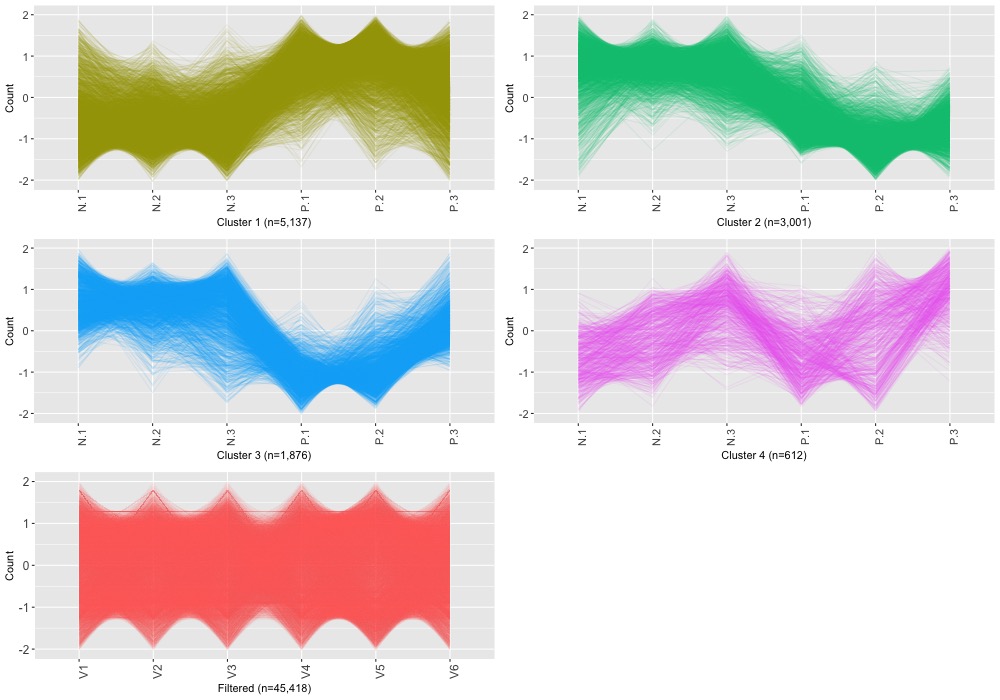 2
1
0
-1
-2
Count
N.1
N.2
N.3
P.1
P.2
P.3
Cluster 1 (n=5,137)
2
1
0
-1
-2
Count
N.1
N.2
N.3
P.1
P.2
P.3
Cluster 2 (n=3,001)
2
1
0
-1
-2
Count
N.1
N.2
N.3
P.1
P.2
P.3
Cluster 3 (n=1,876)
2
1
0
-1
-2
Count
N.1
N.2
N.3
P.1
P.2
P.3
Cluster 4 (n=612)
2
1
0
-1
-2
Count
V1
V2
V3
V4
V5
V6
Filtered (n=45,418)